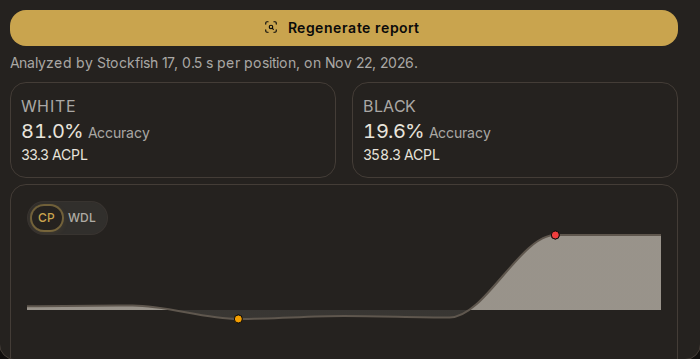 Regenerate report
Analyzed by Stockfish 17, 0.5 s per position, on Nov 22, 2026.
WHITE
81.0% Accuracy
33.3 ACPL
BLACK
19.6% Accuracy
358.3 ACPL
CP WDL